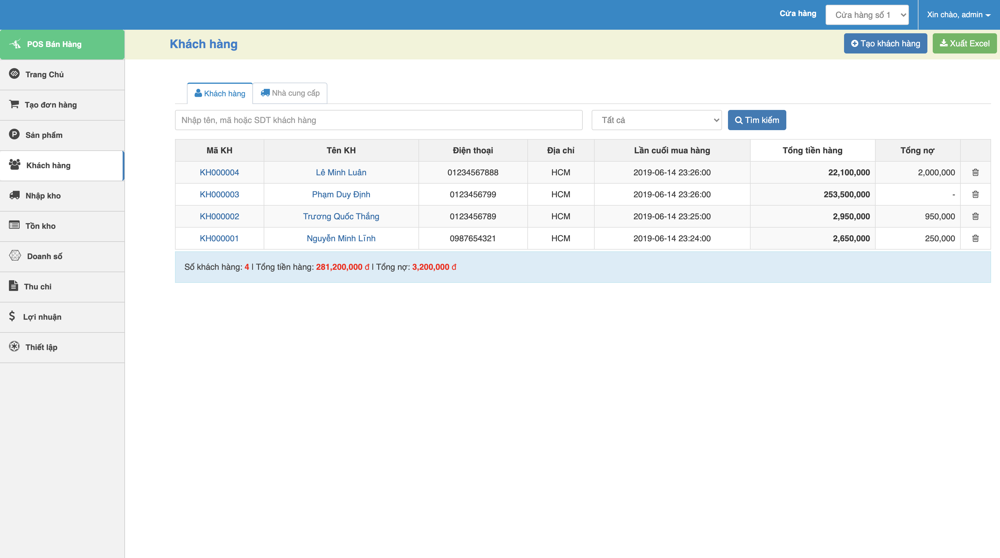 Cửa hàng Cửa hàng số 1 Xin chào, admin
POS Bán Hàng
Khách hàng
Tạo khách hàng
Xuất Excel
Trang Chủ
Tạo đơn hàng
Sản phẩm
Khách hàng
Nhập kho
Tồn kho
Doanh số
Thu chi
Lợi nhuận
Thiết lập
Khách hàng Nhà cung cấp
Nhập tên, mã hoặc SDT khách hàng Tất cả Tìm kiếm
Mã KH Tên KH Điện thoại Địa chỉ Lần cuối mua hàng Tổng tiền hàng Tổng nợ
KH000004 Lê Minh Luân 01234567888 HCM 2019-06-14 23:26:00 22,100,000 2,000,000
KH000003 Phạm Duy Định 0123456799 HCM 2019-06-14 23:26:00 253,500,000 -
KH000002 Trương Quốc Thắng 0123456789 HCM 2019-06-14 23:25:00 2,950,000 950,000
KH000001 Nguyễn Minh Lĩnh 0987654321 HCM 2019-06-14 23:24:00 2,650,000 250,000
Số khách hàng: 4 | Tổng tiền hàng: 281,200,000 đ | Tổng nợ: 3,200,000 đ